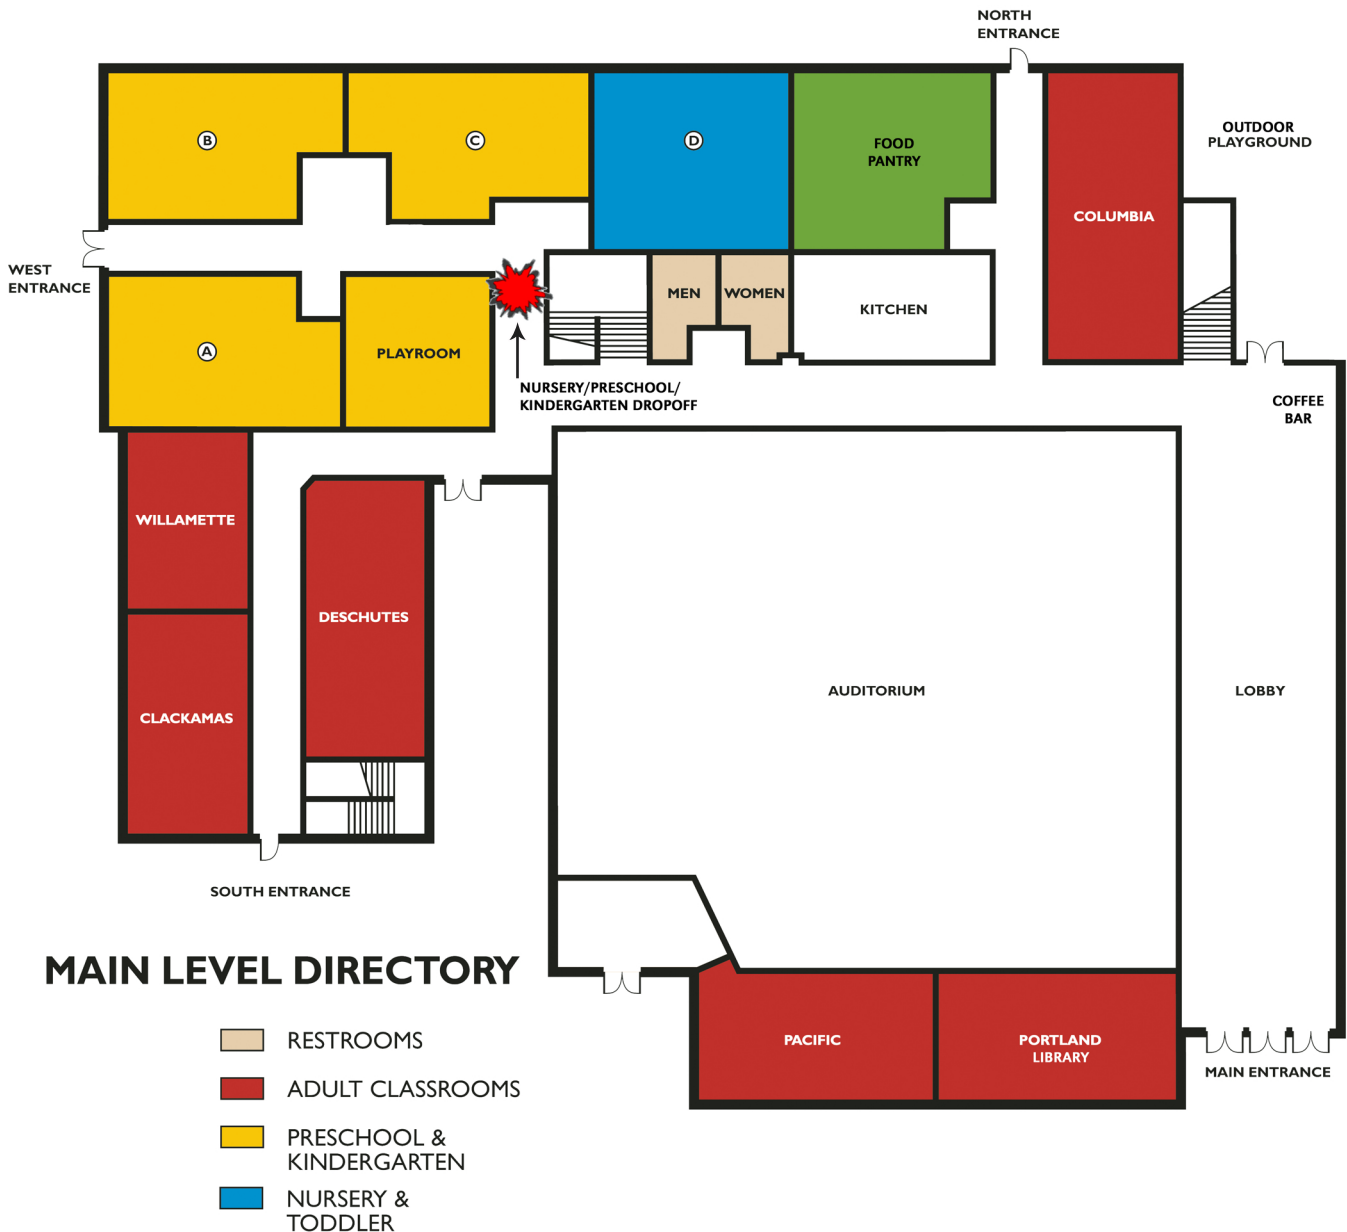 NORTH
ENTRANCE
B
C
D
FOOD
PANTRY
OUTDOOR
PLAYGROUND
COLUMBIA
WEST
ENTRANCE
MEN
WOMEN
KITCHEN
A
PLAYROOM
NURSERY/PRESCHOOL/
KINDERGARTEN DROPOFF
COFFEE
BAR
WILLAMETTE
DESCHUTES
CLACKAMAS
AUDITORIUM
LOBBY
SOUTH ENTRANCE
PACIFIC
PORTLAND
LIBRARY
MAIN ENTRANCE
MAIN LEVEL DIRECTORY
RESTROOMS
ADULT CLASSROOMS
PRESCHOOL &
KINDERGARTEN
NURSERY &
TODDLER